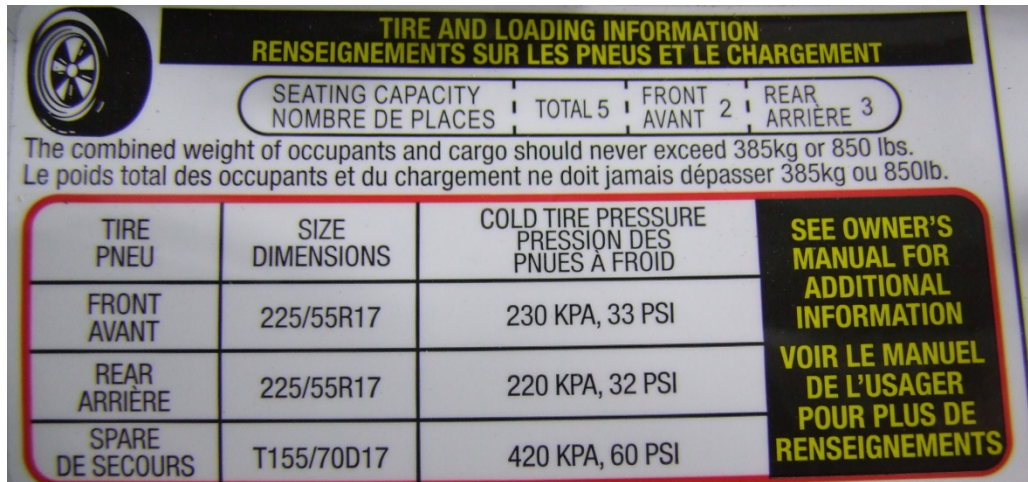 TIRE AND LOADING INFORMATION
RENSEIGNEMENTS SUR LES PNEUS ET LE CHARGEMENT
SEATING CAPACITY
NOMBRE DE PLACES
TOTAL 5
FRONT
AVANT 2
REAR
ARRIÈRE 3
The combined weight of occupants and cargo should never exceed 385kg or 850 lbs.
Le poids total des occupants et du chargement ne doit jamais dépasser 385kg ou 850lb.
TIRE
PNEU
SIZE
DIMENSIONS
COLD TIRE PRESSURE
PRESSION DES
PNUES À FROID
FRONT
AVANT
225/55R17
230 KPA, 33 PSI
REAR
ARRIÈRE
225/55R17
220 KPA, 32 PSI
SPARE
DE SECOURS
T155/70D17
420 KPA, 60 PSI
SEE OWNER'S
MANUAL FOR
ADDITIONAL
INFORMATION
VOIR LE MANUEL
DE L'USAGER
POUR PLUS DE
RENSEIGNEMENTS